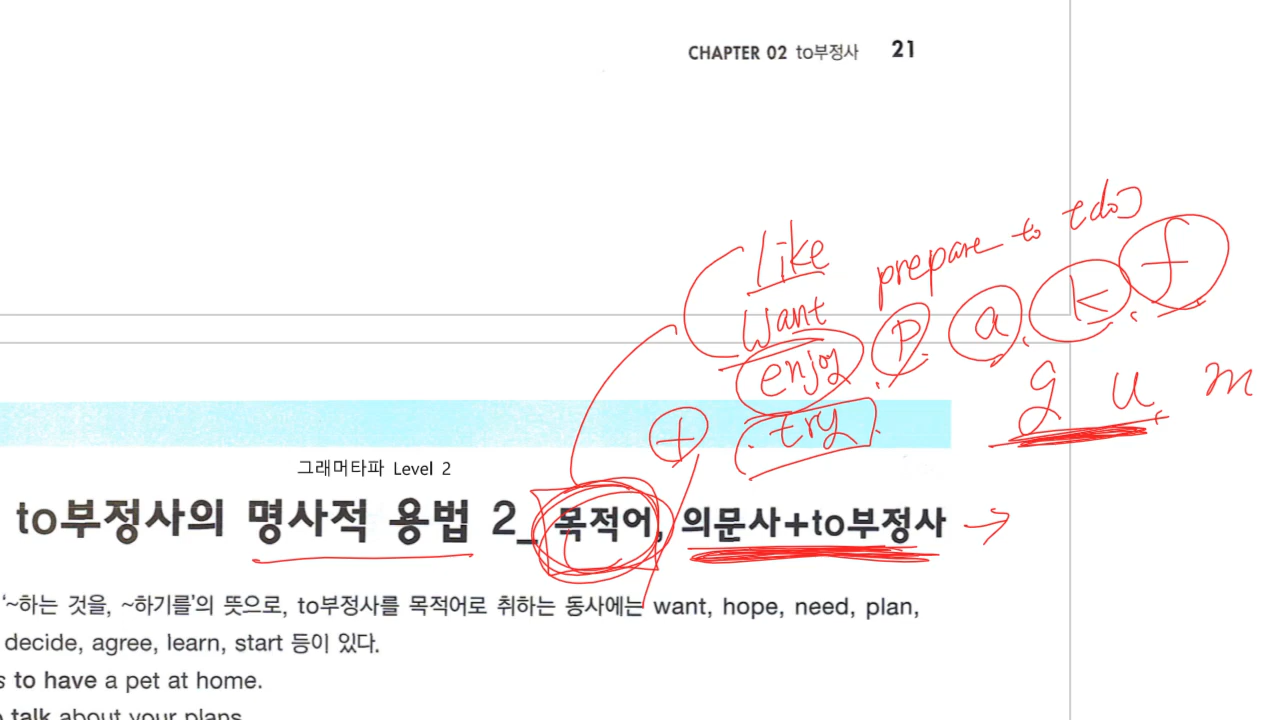 CHAPTER 02 to부정사 21
like
prepare to
want
enjoy
P a k f
g u m
+ try
그래머타파 Level 2
to부정사의 명사적 용법 2_ 목적어, 의문사+to부정사
'~하는 것을, ~하기를'의 뜻으로, to부정사를 목적어로 취하는 동사에는 want, hope, need, plan,
decide, agree, learn, start 등이 있다.
to have a pet at home.
talk about your plans